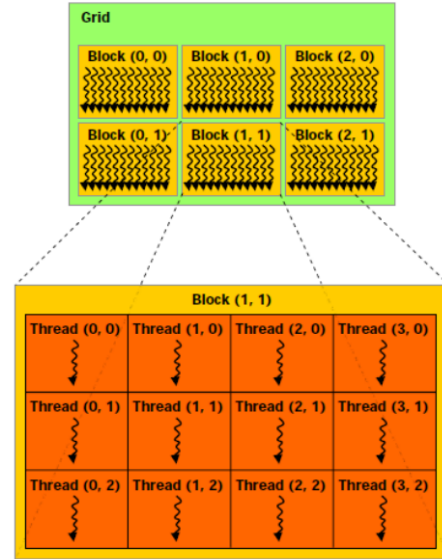 Grid
Block (0, 0) Block (1, 0) Block (2, 0)
Block (0, 1) Block (1, 1) Block (2, 1)
Block (1, 1)
Thread (0, 0) Thread (1, 0) Thread (2, 0) Thread (3, 0)
Thread (0, 1) Thread (1, 1) Thread (2, 1) Thread (3, 1)
Thread (0, 2) Thread (1, 2) Thread (2, 2) Thread (3, 2)